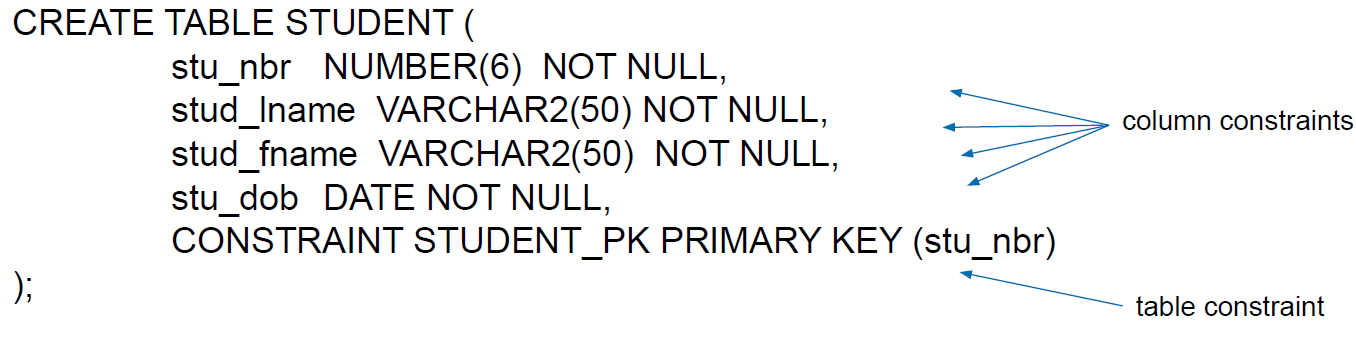 CREATE TABLE STUDENT (
stu_nbr NUMBER(6) NOT NULL,
stud_lname VARCHAR2(50) NOT NULL,
stud_fname VARCHAR2(50) NOT NULL,
stu_dob DATE NOT NULL,
CONSTRAINT STUDENT_PK PRIMARY KEY (stu_nbr)
);
column constraints
table constraint